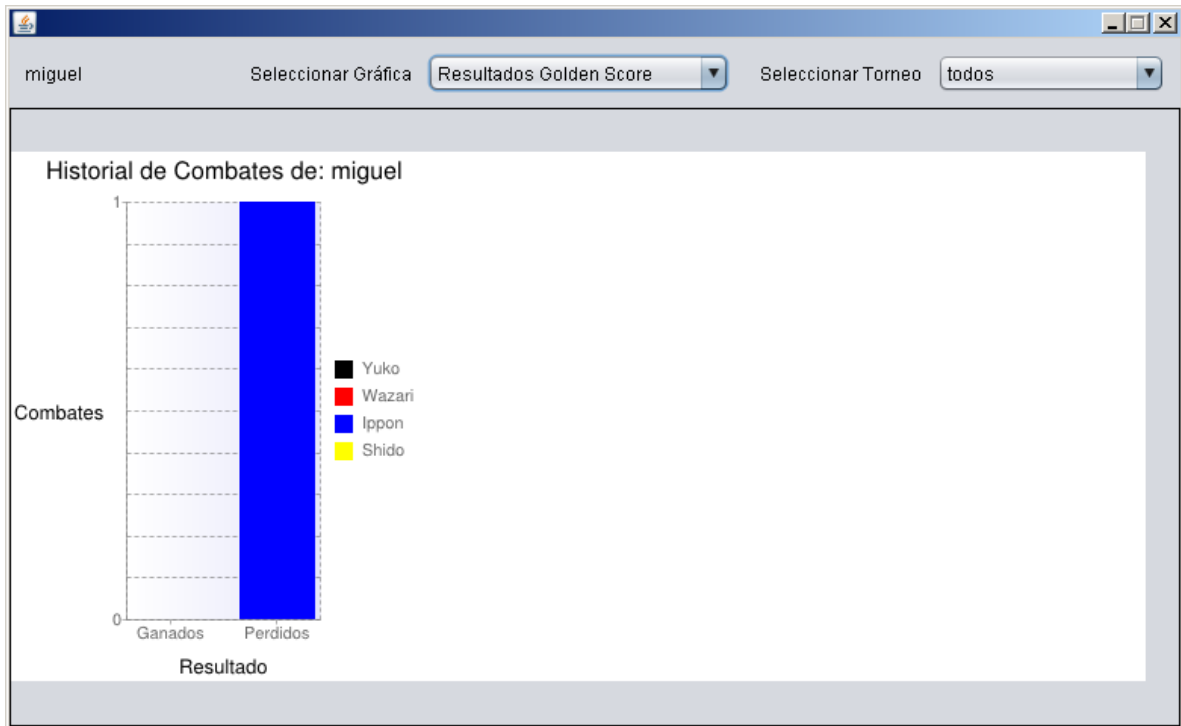 miguel Seleccionar Gráfica Resultados Golden Score Seleccionar Torneo todos
Historial de Combates de: miguel
1
Yuko
Wazari
Combates
Ippon
Shido
0
Ganados Perdidos
Resultado